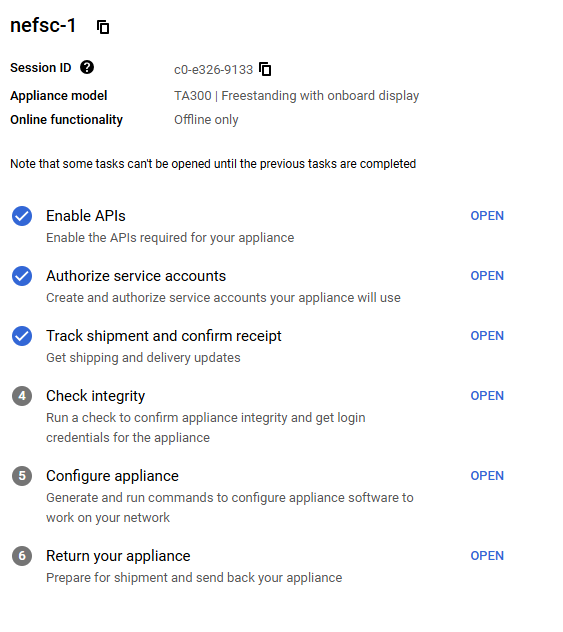 nefsc-1
Session ID ? c0-e326-9133
Appliance model TA300 | Freestanding with onboard display
Online functionality Offline only
Note that some tasks can't be opened until the previous tasks are completed
Enable APIs OPEN
Enable the APIs required for your appliance
Authorize service accounts OPEN
Create and authorize service accounts your appliance will use
Track shipment and confirm receipt OPEN
Get shipping and delivery updates
4 Check integrity OPEN
Run a check to confirm appliance integrity and get login
credentials for the appliance
5 Configure appliance OPEN
Generate and run commands to configure appliance software to
work on your network
6 Return your appliance OPEN
Prepare for shipment and send back your appliance